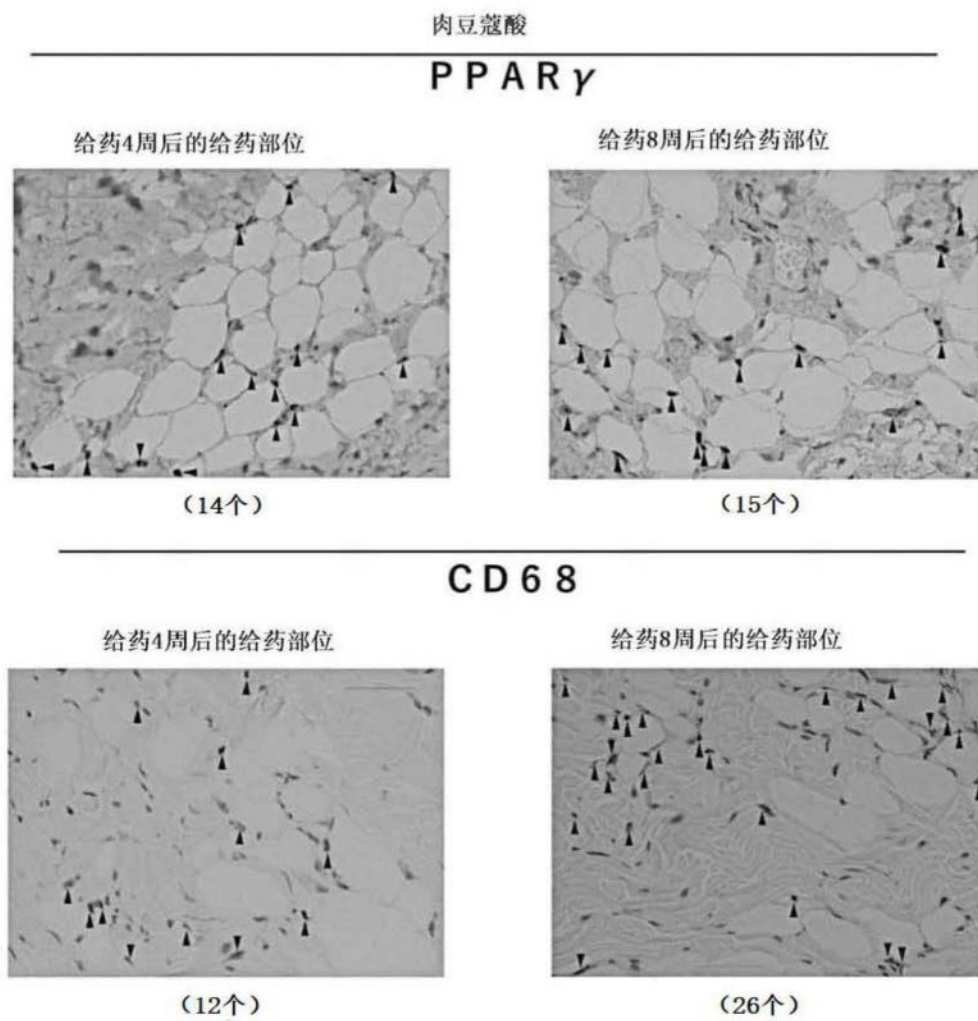 肉豆蔻酸
PPARγ
给药4周后的给药部位
给药8周后的给药部位
（14个）
（15个）
CD68
给药4周后的给药部位
给药8周后的给药部位
（12个）
（26个）